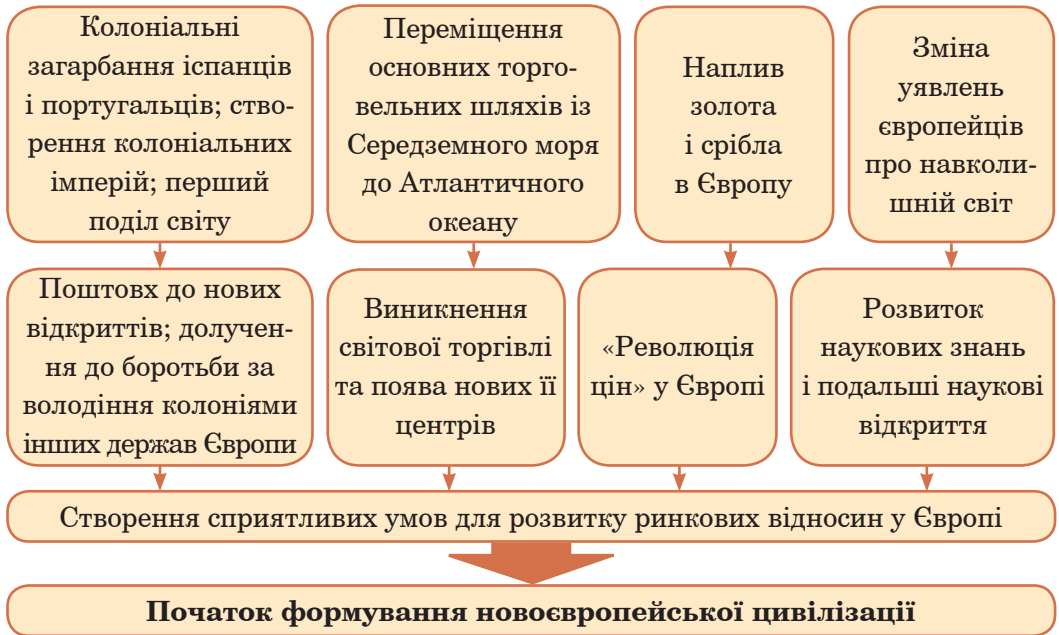 Колоніальні
загарбання іспанців
і португальців; ство-
рення колоніальних
імперій; перший
поділ світу
Переміщення
основних торго-
вельних шляхів із
Середземного моря
до Атлантичного
океану
Наплив
золота
і срібла
в Європу
Зміна
уявлень
європейців
про навколи-
шній світ
Поштовх до нових
відкриттів; долучен-
ня до боротьби за
володіння колоніями
інших держав Європи
Виникнення
світової торгівлі
та поява нових її
центрів
«Революція
цін» у Європі
Розвиток
наукових знань
і подальші наукові
відкриття
Створення сприятливих умов для розвитку ринкових відносин у Європі
Початок формування новоєвропейської цивілізації